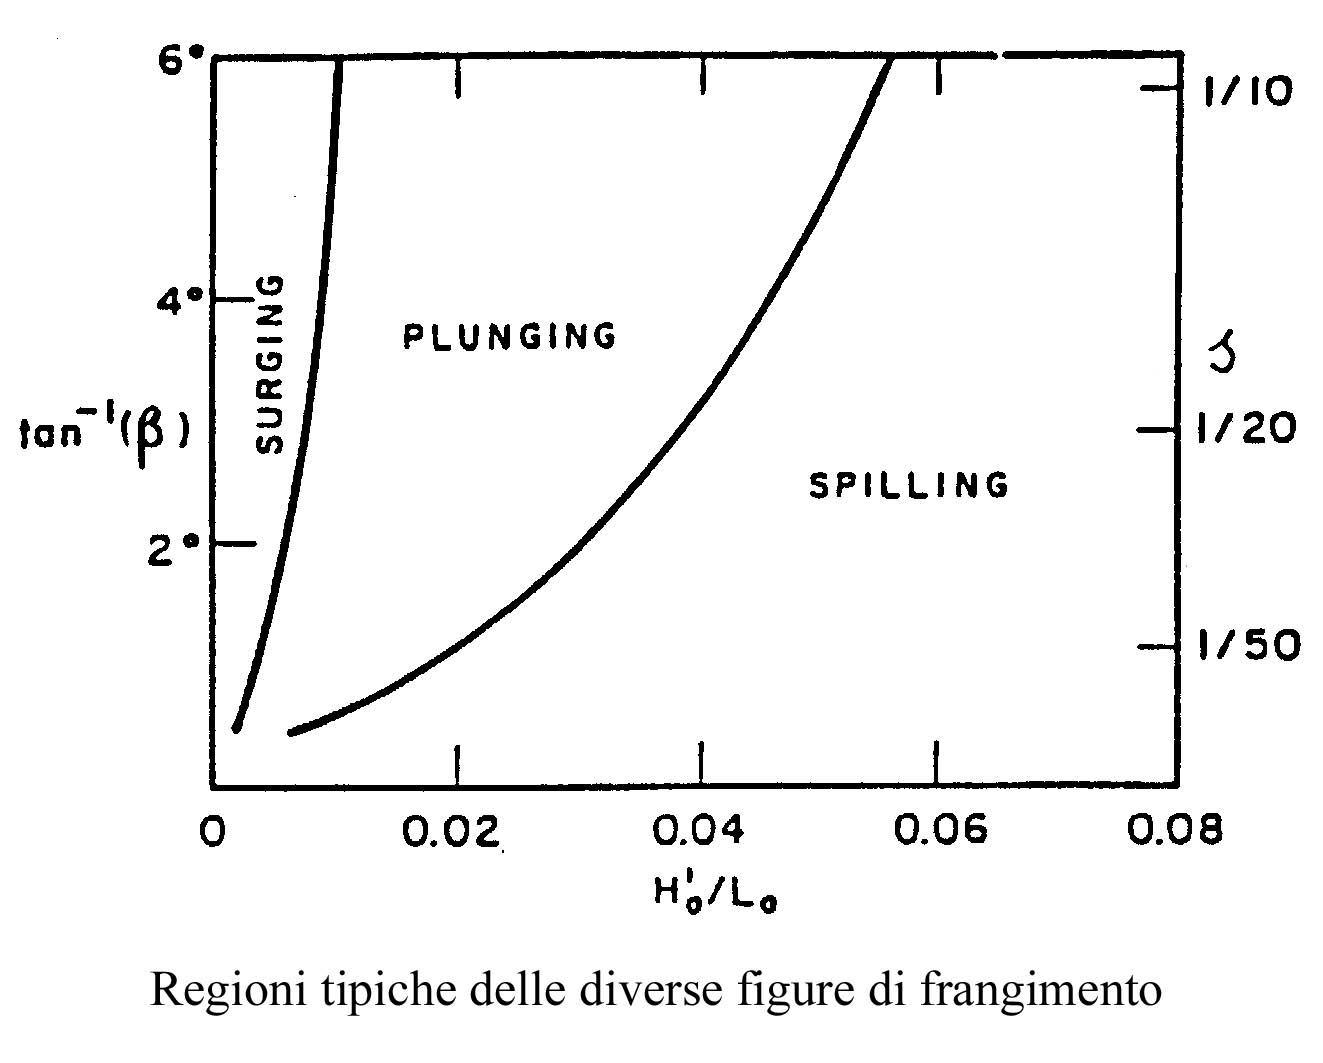 6°
1/10
4°
SURGING
PLUNGING
tan⁻¹(β)
1/20
SPILLING
2°
1/50
0 0.02 0.04 0.06 0.08
H'₀/L₀
Regioni tipiche delle diverse figure di frangimento